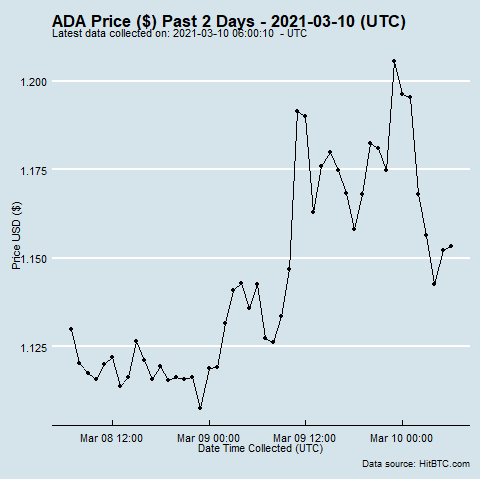 ADA Price ($) Past 2 Days - 2021-03-10 (UTC)
Latest data collected on: 2021-03-10 06:00:10 - UTC
1.200
1.175
1.150
1.125
Price USD ($)
Mar 08 12:00 Mar 09 00:00 Mar 09 12:00 Mar 10 00:00
Date Time Collected (UTC)
Data source: HitBTC.com